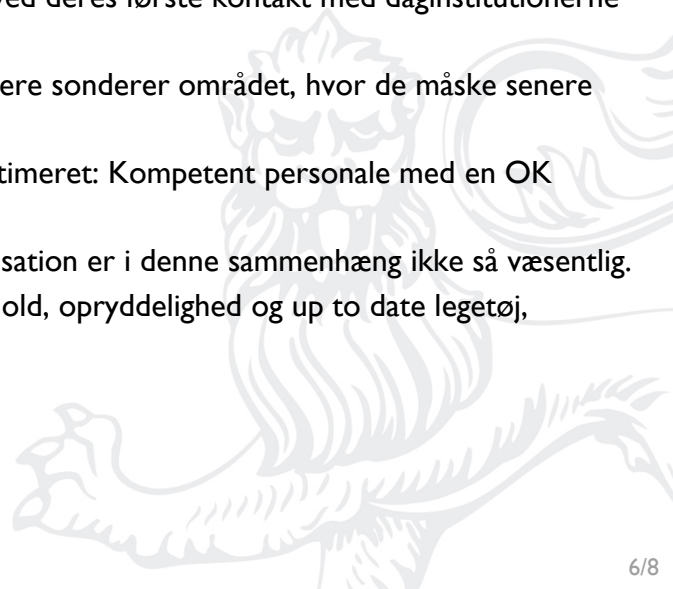 ved deres første kontakt med daginstitutionerne
ere sonderer området, hvor de måske senere
timeret: Kompetent personale med en OK
sation er i denne sammenhæng ikke så væsentlig.
old, opryddelighed og up to date legetøj,
6/8